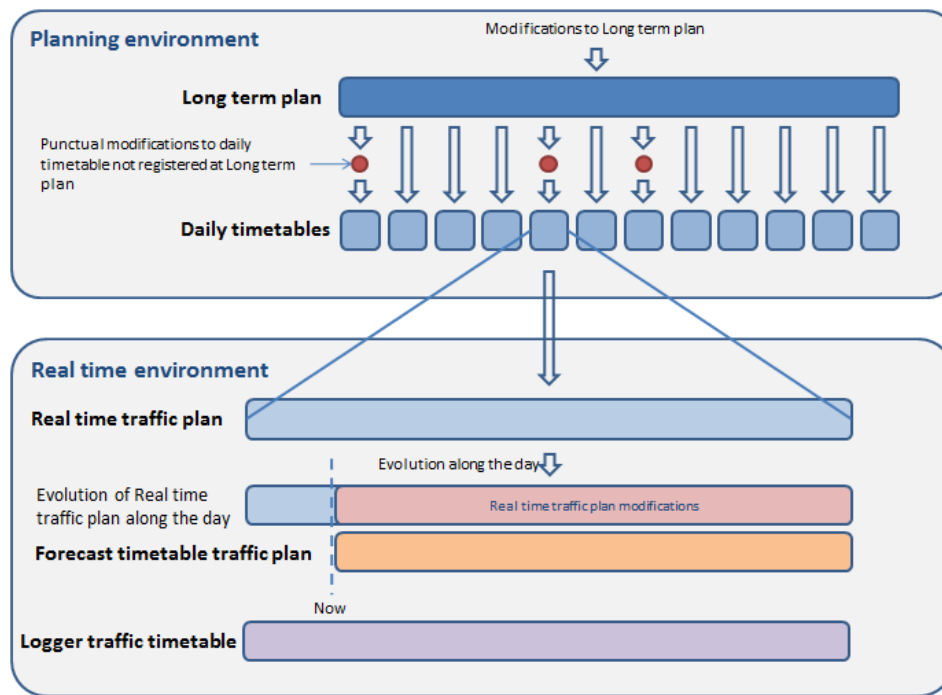 Planning environment
Modifications to Long term plan
Long term plan
Punctual modifications to daily
timetable not registered at Long term
plan
Daily timetables
Real time environment
Real time traffic plan
Evolution along the day
Evolution of Real time
traffic plan along the day
Real time traffic plan modifications
Forecast timetable traffic plan
Now
Logger traffic timetable